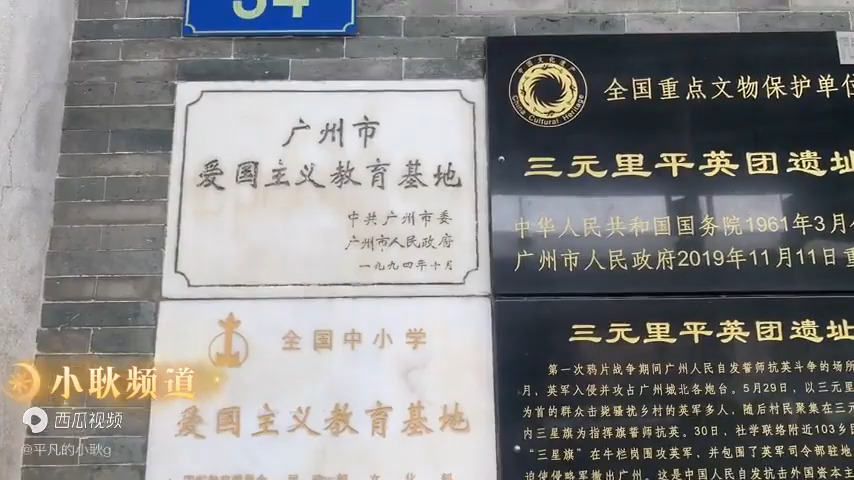 54
广州市
爱国主义教育基地
中共广州市委
广州市人民政府
一九九四年十月
全国中小学
爱国主义教育基地
中国文化遗产
China Cultural Heritage
全国重点文物保护单位
三元里平英团遗址
中华人民共和国国务院1961年3月
广州市人民政府2019年11月11日
三元里平英团遗址
第一次鸦片战争期间广州人民自发誓师抗英斗争的场所
月，英军入侵并攻占广州城北各炮台。5月29日，以三元里
为首的群众击毙骚扰乡村的英军多人，随后村民聚集在三元
内三星旗为指挥旗誓师抗英。30日，社学联络附近103乡
“三星旗”在牛栏岗围攻英军，并包围了英军司令部驻地
迫使侵略军撤出广州。这是中国人民自发抗击外国资本主
小耿频道
西瓜视频
@平凡的小耿g